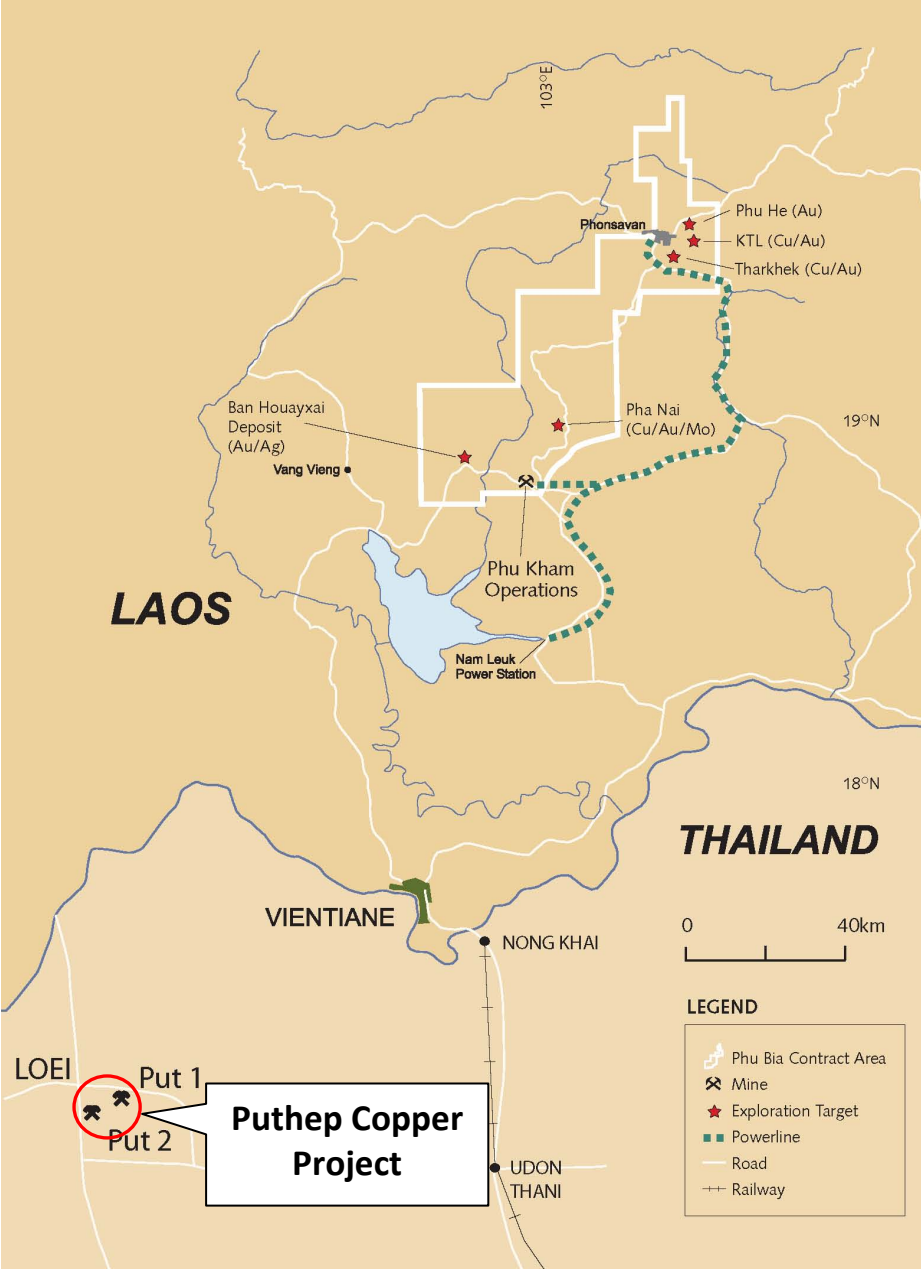 103°E
Phonsavan
Phu He (Au)
KTL (Cu/Au)
Tharkhek (Cu/Au)
Ban Houayxai
Deposit
(Au/Ag)
Pha Nai
(Cu/Au/Mo)
19°N
Vang Vieng
Phu Kham
Operations
LAOS
Nam Leuk
Power Station
18°N
THAILAND
VIENTIANE
0 40km
NONG KHAI
LEGEND
Phu Bia Contract Area
Mine
Exploration Target
Powerline
Road
Railway
LOEI
Put 1
Put 2
Puthep Copper
Project
UDON
THANI